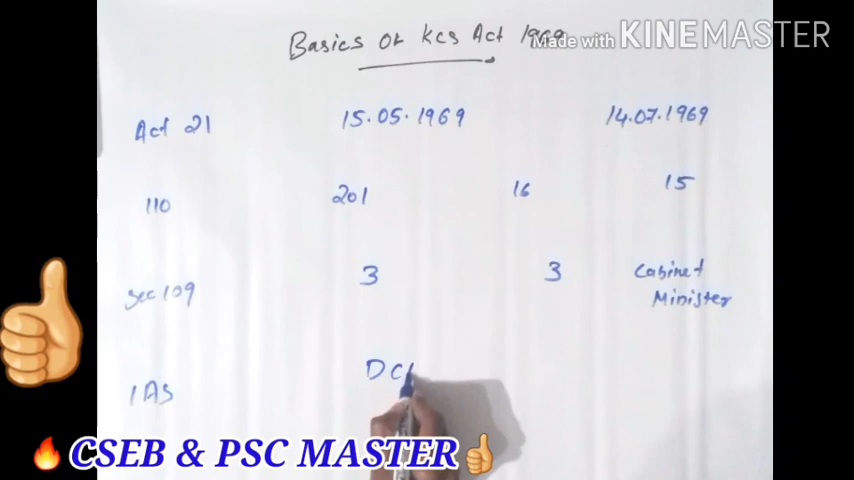 Basics of KCS Act 1969
Made with KINEMASTER
Act 21 15.05.1969 14.07.1969
110 201 16 15
Sec 109 3 3 Cabinet
Minister
IAS DC
CSEB & PSC MASTER